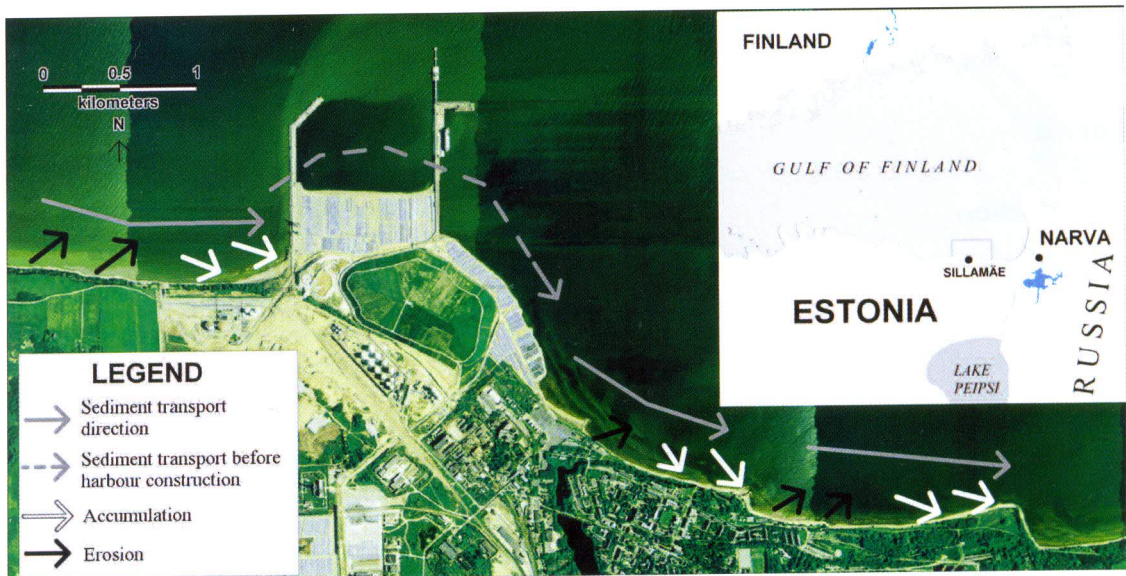 0 0.5 1
kilometers
N
FINLAND
GULF OF FINLAND
NARVA
SILLAMÄE
ESTONIA
RUSSIA
LAKE
PEIPSI
LEGEND
Sediment transport
direction
Sediment transport before
harbour construction
Accumulation
Erosion